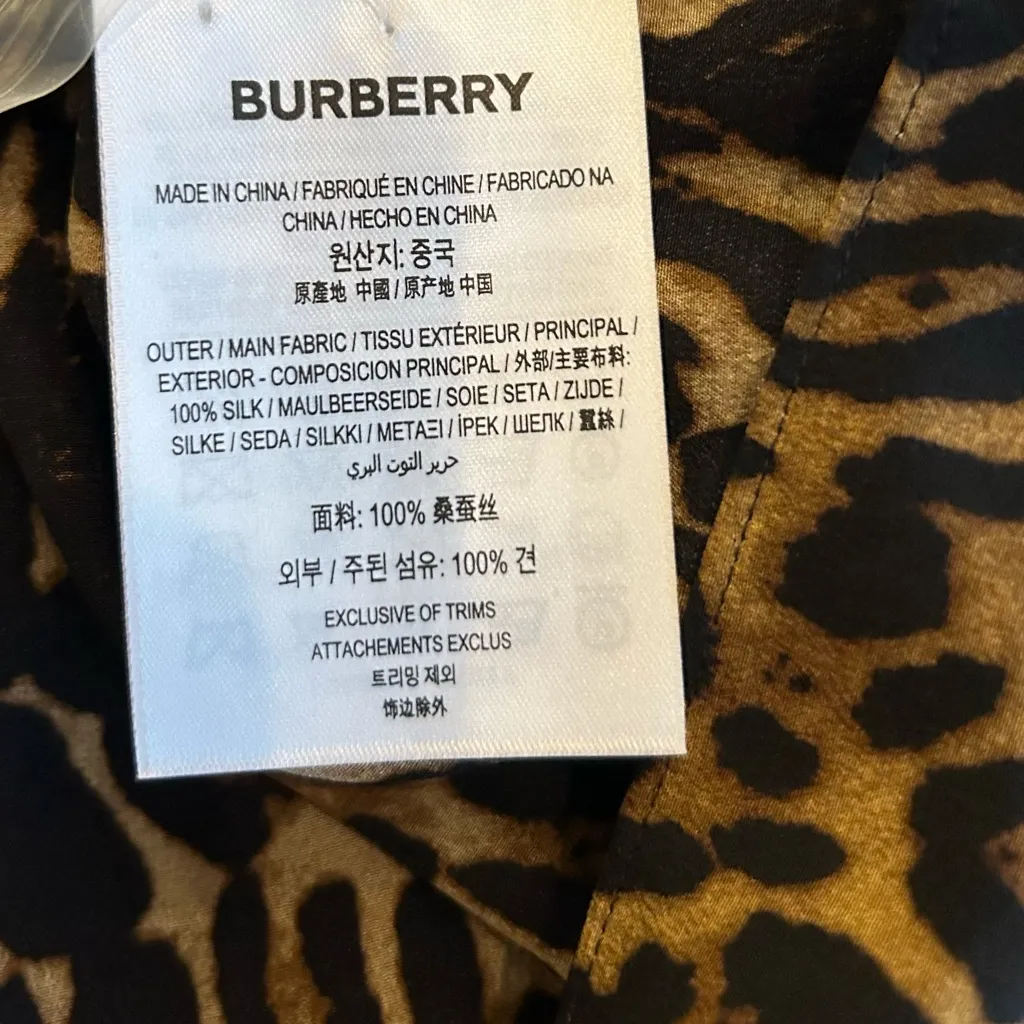 BURBERRY
MADE IN CHINA / FABRIQUÉ EN CHINE / FABRICADO NA
CHINA / HECHO EN CHINA
원산지: 중국
原產地 中國 / 原产地 中国
OUTER / MAIN FABRIC / TISSU EXTÉRIEUR / PRINCIPAL /
EXTERIOR - COMPOSICION PRINCIPAL / 外部/主要布料:
100% SILK / MAULBEERSEIDE / SOIE / SETA / ZIJDE /
SILKE / SEDA / SILKKI / ΜΕΤΑΞΙ / İPEK / ШЕЛК / 蠶絲 /
حرير التوت البري
面料: 100% 桑蚕丝
외부 / 주된 섬유: 100% 견
EXCLUSIVE OF TRIMS
ATTACHEMENTS EXCLUS
트리밍 제외
饰边除外